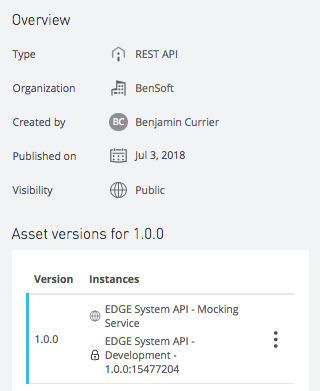 Overview
Type REST API
Organization BenSoft
Created by BC Benjamin Currier
Published on Jul 3, 2018
Visibility Public
Asset versions for 1.0.0
Version Instances
EDGE System API - Mocking
Service
1.0.0
EDGE System API -
Development -
1.0.0:15477204